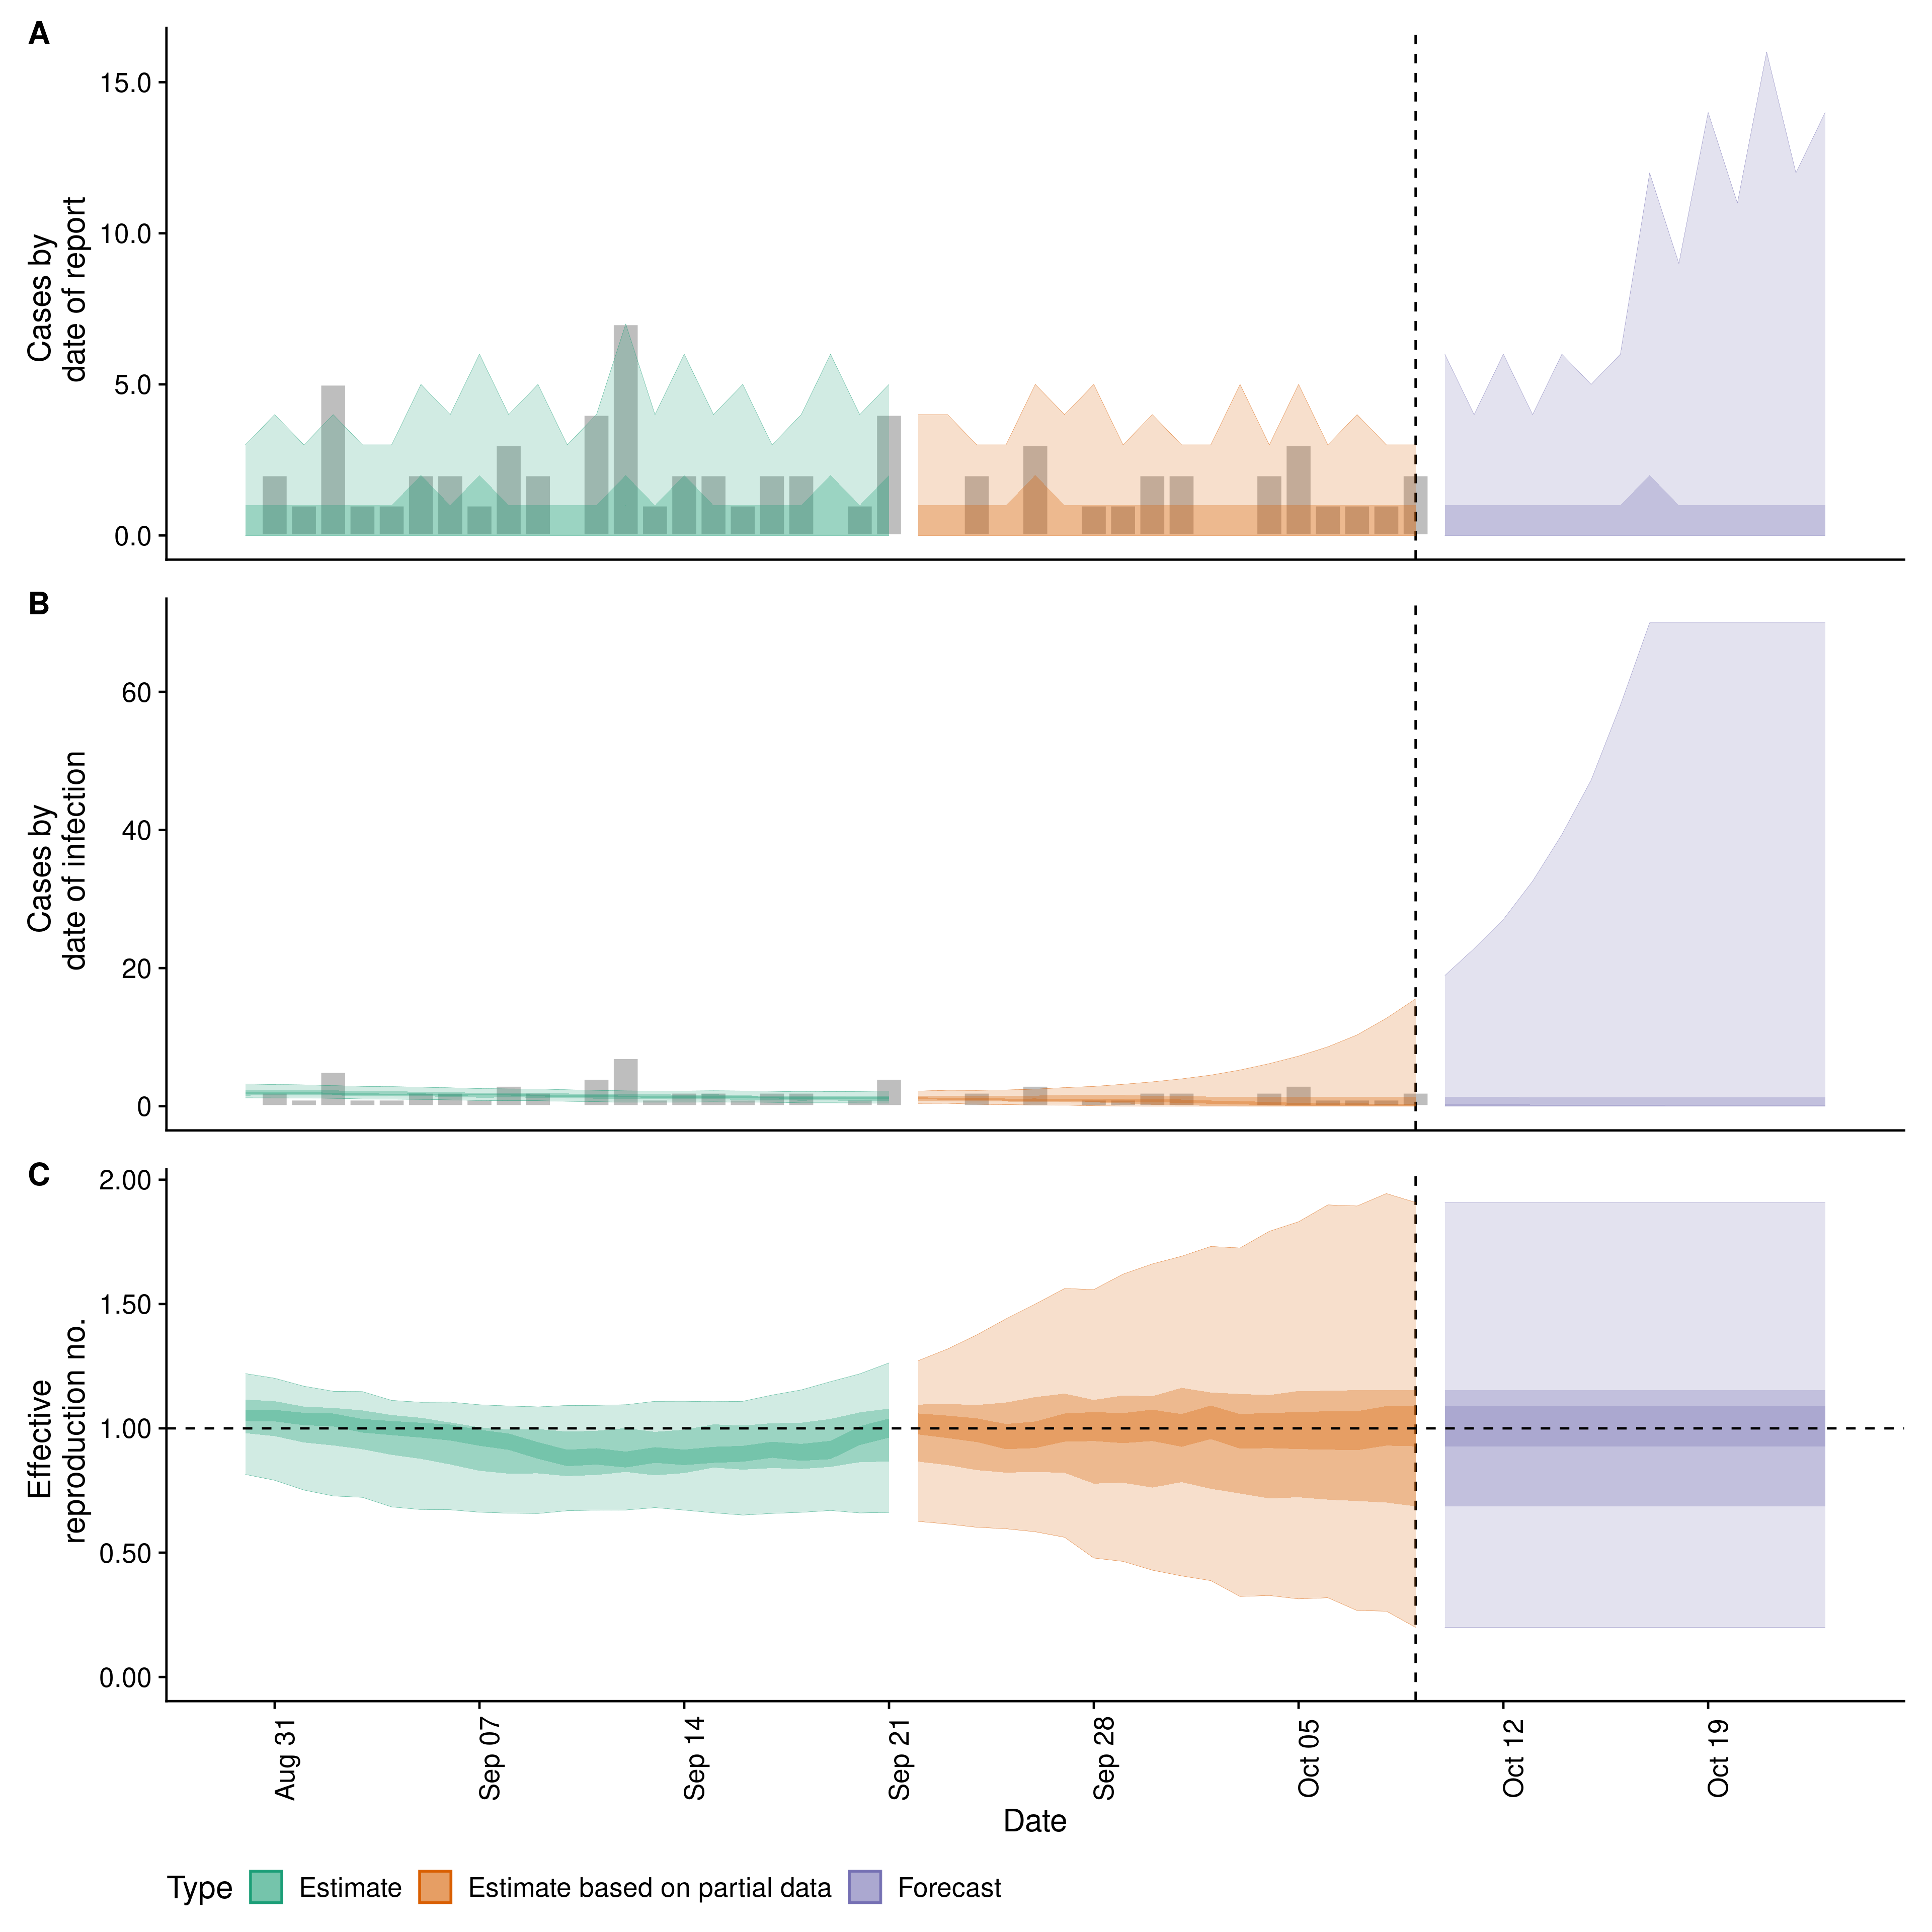 A
Cases by
date of report
15.0
10.0
5.0
0.0
B
Cases by
date of infection
60
40
20
0
C
Effective
reproduction no.
2.00
1.50
1.00
0.50
0.00
Aug 31
Sep 07
Sep 14
Sep 21
Sep 28
Oct 05
Oct 12
Oct 19
Date
Type Estimate Estimate based on partial data Forecast